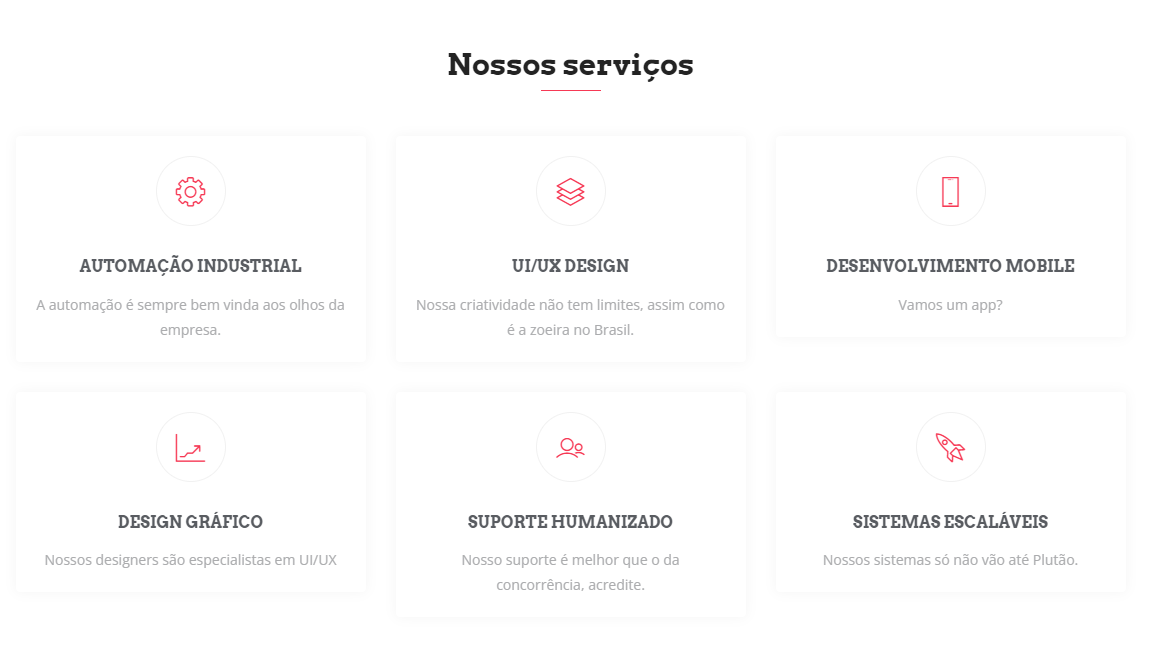 Nossos serviços
AUTOMAÇÃO INDUSTRIAL
A automação é sempre bem vinda aos olhos da
empresa.
UI/UX DESIGN
Nossa criatividade não tem limites, assim como
é a zoeira no Brasil.
DESENVOLVIMENTO MOBILE
Vamos um app?
DESIGN GRÁFICO
Nossos designers são especialistas em UI/UX
SUPORTE HUMANIZADO
Nosso suporte é melhor que o da
concorrência, acredite.
SISTEMAS ESCALÁVEIS
Nossos sistemas só não vão até Plutão.